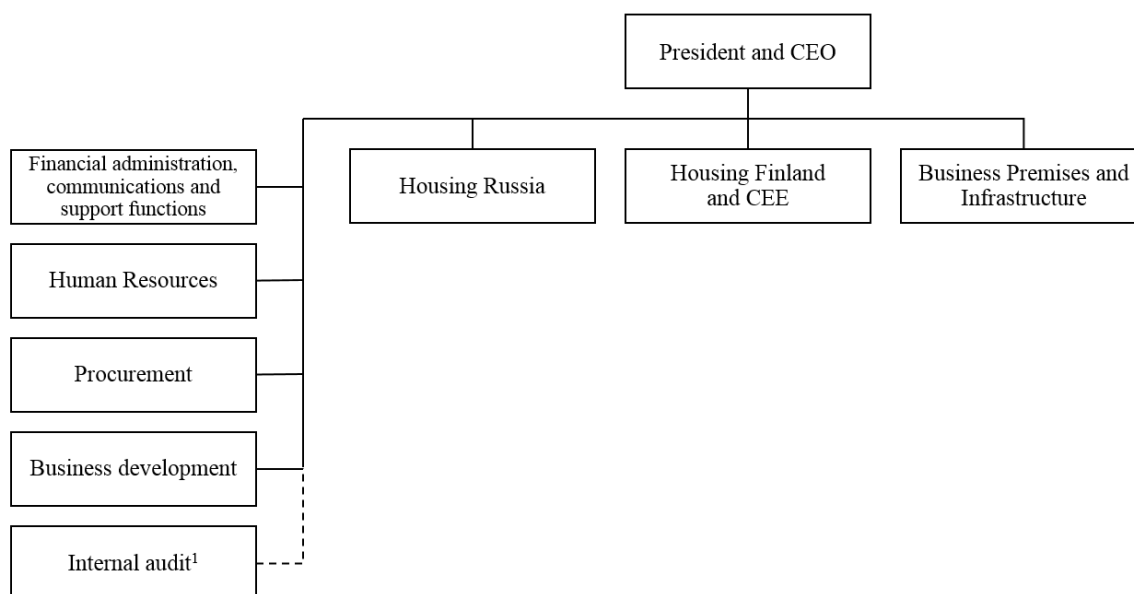 President and CEO
Housing Russia
Housing Finland
and CEE
Business Premises and
Infrastructure
Financial administration,
communications and
support functions
Human Resources
Procurement
Business development
Internal audit¹